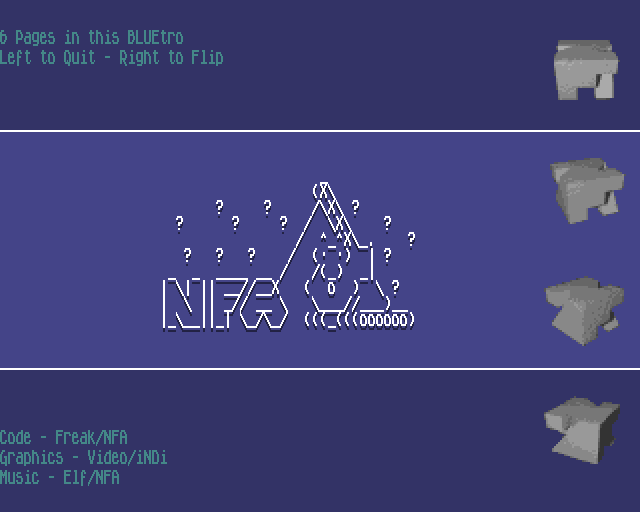 6 Pages in this BLUEtro
Left to Quit - Right to Flip
NFA
Code - Freak/NFA
Graphics - Video/iNDi
Music - Elf/NFA